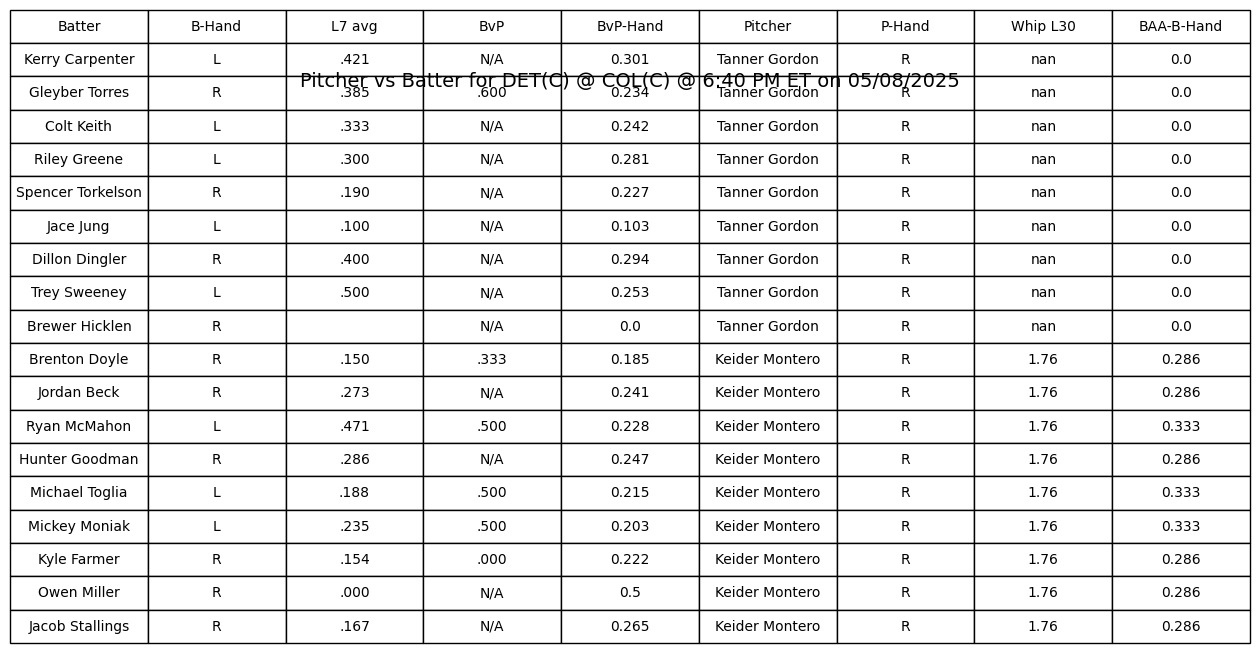 Batter B-Hand L7 avg BvP BvP-Hand Pitcher P-Hand Whip L30 BAA-B-Hand
Kerry Carpenter L .421 N/A 0.301 Tanner Gordon R nan 0.0
Pitcher vs Batter for DET(C) @ COL(C) @ 6:40 PM ET on 05/08/2025
Gleyber Torres R .385 .600 0.234 Tanner Gordon R nan 0.0
Colt Keith L .333 N/A 0.242 Tanner Gordon R nan 0.0
Riley Greene L .300 N/A 0.281 Tanner Gordon R nan 0.0
Spencer Torkelson R .190 N/A 0.227 Tanner Gordon R nan 0.0
Jace Jung L .100 N/A 0.103 Tanner Gordon R nan 0.0
Dillon Dingler R .400 N/A 0.294 Tanner Gordon R nan 0.0
Trey Sweeney L .500 N/A 0.253 Tanner Gordon R nan 0.0
Brewer Hicklen R N/A 0.0 Tanner Gordon R nan 0.0
Brenton Doyle R .150 .333 0.185 Keider Montero R 1.76 0.286
Jordan Beck R .273 N/A 0.241 Keider Montero R 1.76 0.286
Ryan McMahon L .471 .500 0.228 Keider Montero R 1.76 0.333
Hunter Goodman R .286 N/A 0.247 Keider Montero R 1.76 0.286
Michael Toglia L .188 .500 0.215 Keider Montero R 1.76 0.333
Mickey Moniak L .235 .500 0.203 Keider Montero R 1.76 0.333
Kyle Farmer R .154 .000 0.222 Keider Montero R 1.76 0.286
Owen Miller R .000 N/A 0.5 Keider Montero R 1.76 0.286
Jacob Stallings R .167 N/A 0.265 Keider Montero R 1.76 0.286